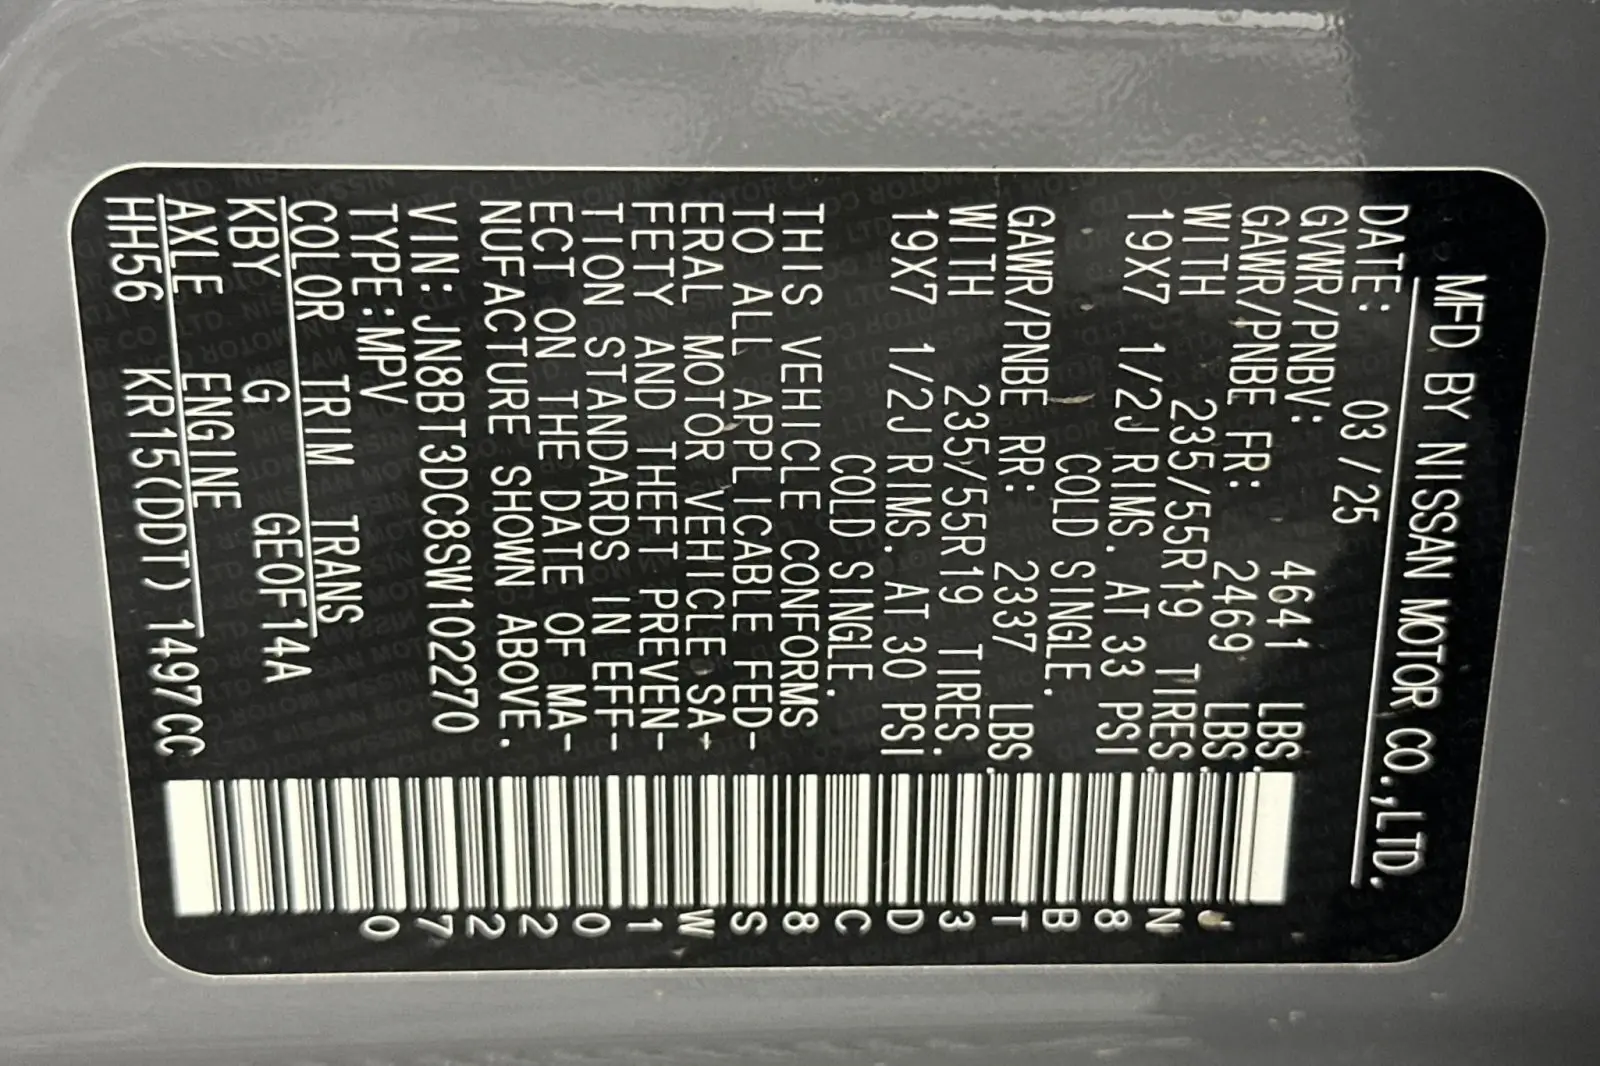 MFD BY NISSAN MOTOR CO.,LTD.
DATE: 03/25
GVWR/PNBV: 4641 LBS.
GAWR/PNBE FR: 2469 LBS.
WITH 235/55R19 TIRES.
19X7 1/2J RIMS. AT 33 PSI
COLD SINGLE.
GAWR/PNBE RR: 2337 LBS.
WITH 235/55R19 TIRES.
19X7 1/2J RIMS. AT 30 PSI
COLD SINGLE.
THIS VEHICLE CONFORMS
TO ALL APPLICABLE FED-
ERAL MOTOR VEHICLE SA-
FETY AND THEFT PREVEN-
TION STANDARDS IN EFF-
ECT ON THE DATE OF MA-
NUFACTURE SHOWN ABOVE.
VIN: JN8BT3DC8SW102270
TYPE:MPV
COLOR TRIM TRANS
KBY G GE0F14A
AXLE ENGINE
HH56 KR15(DDT) 1497CC
JN8BT3DC8SW102270